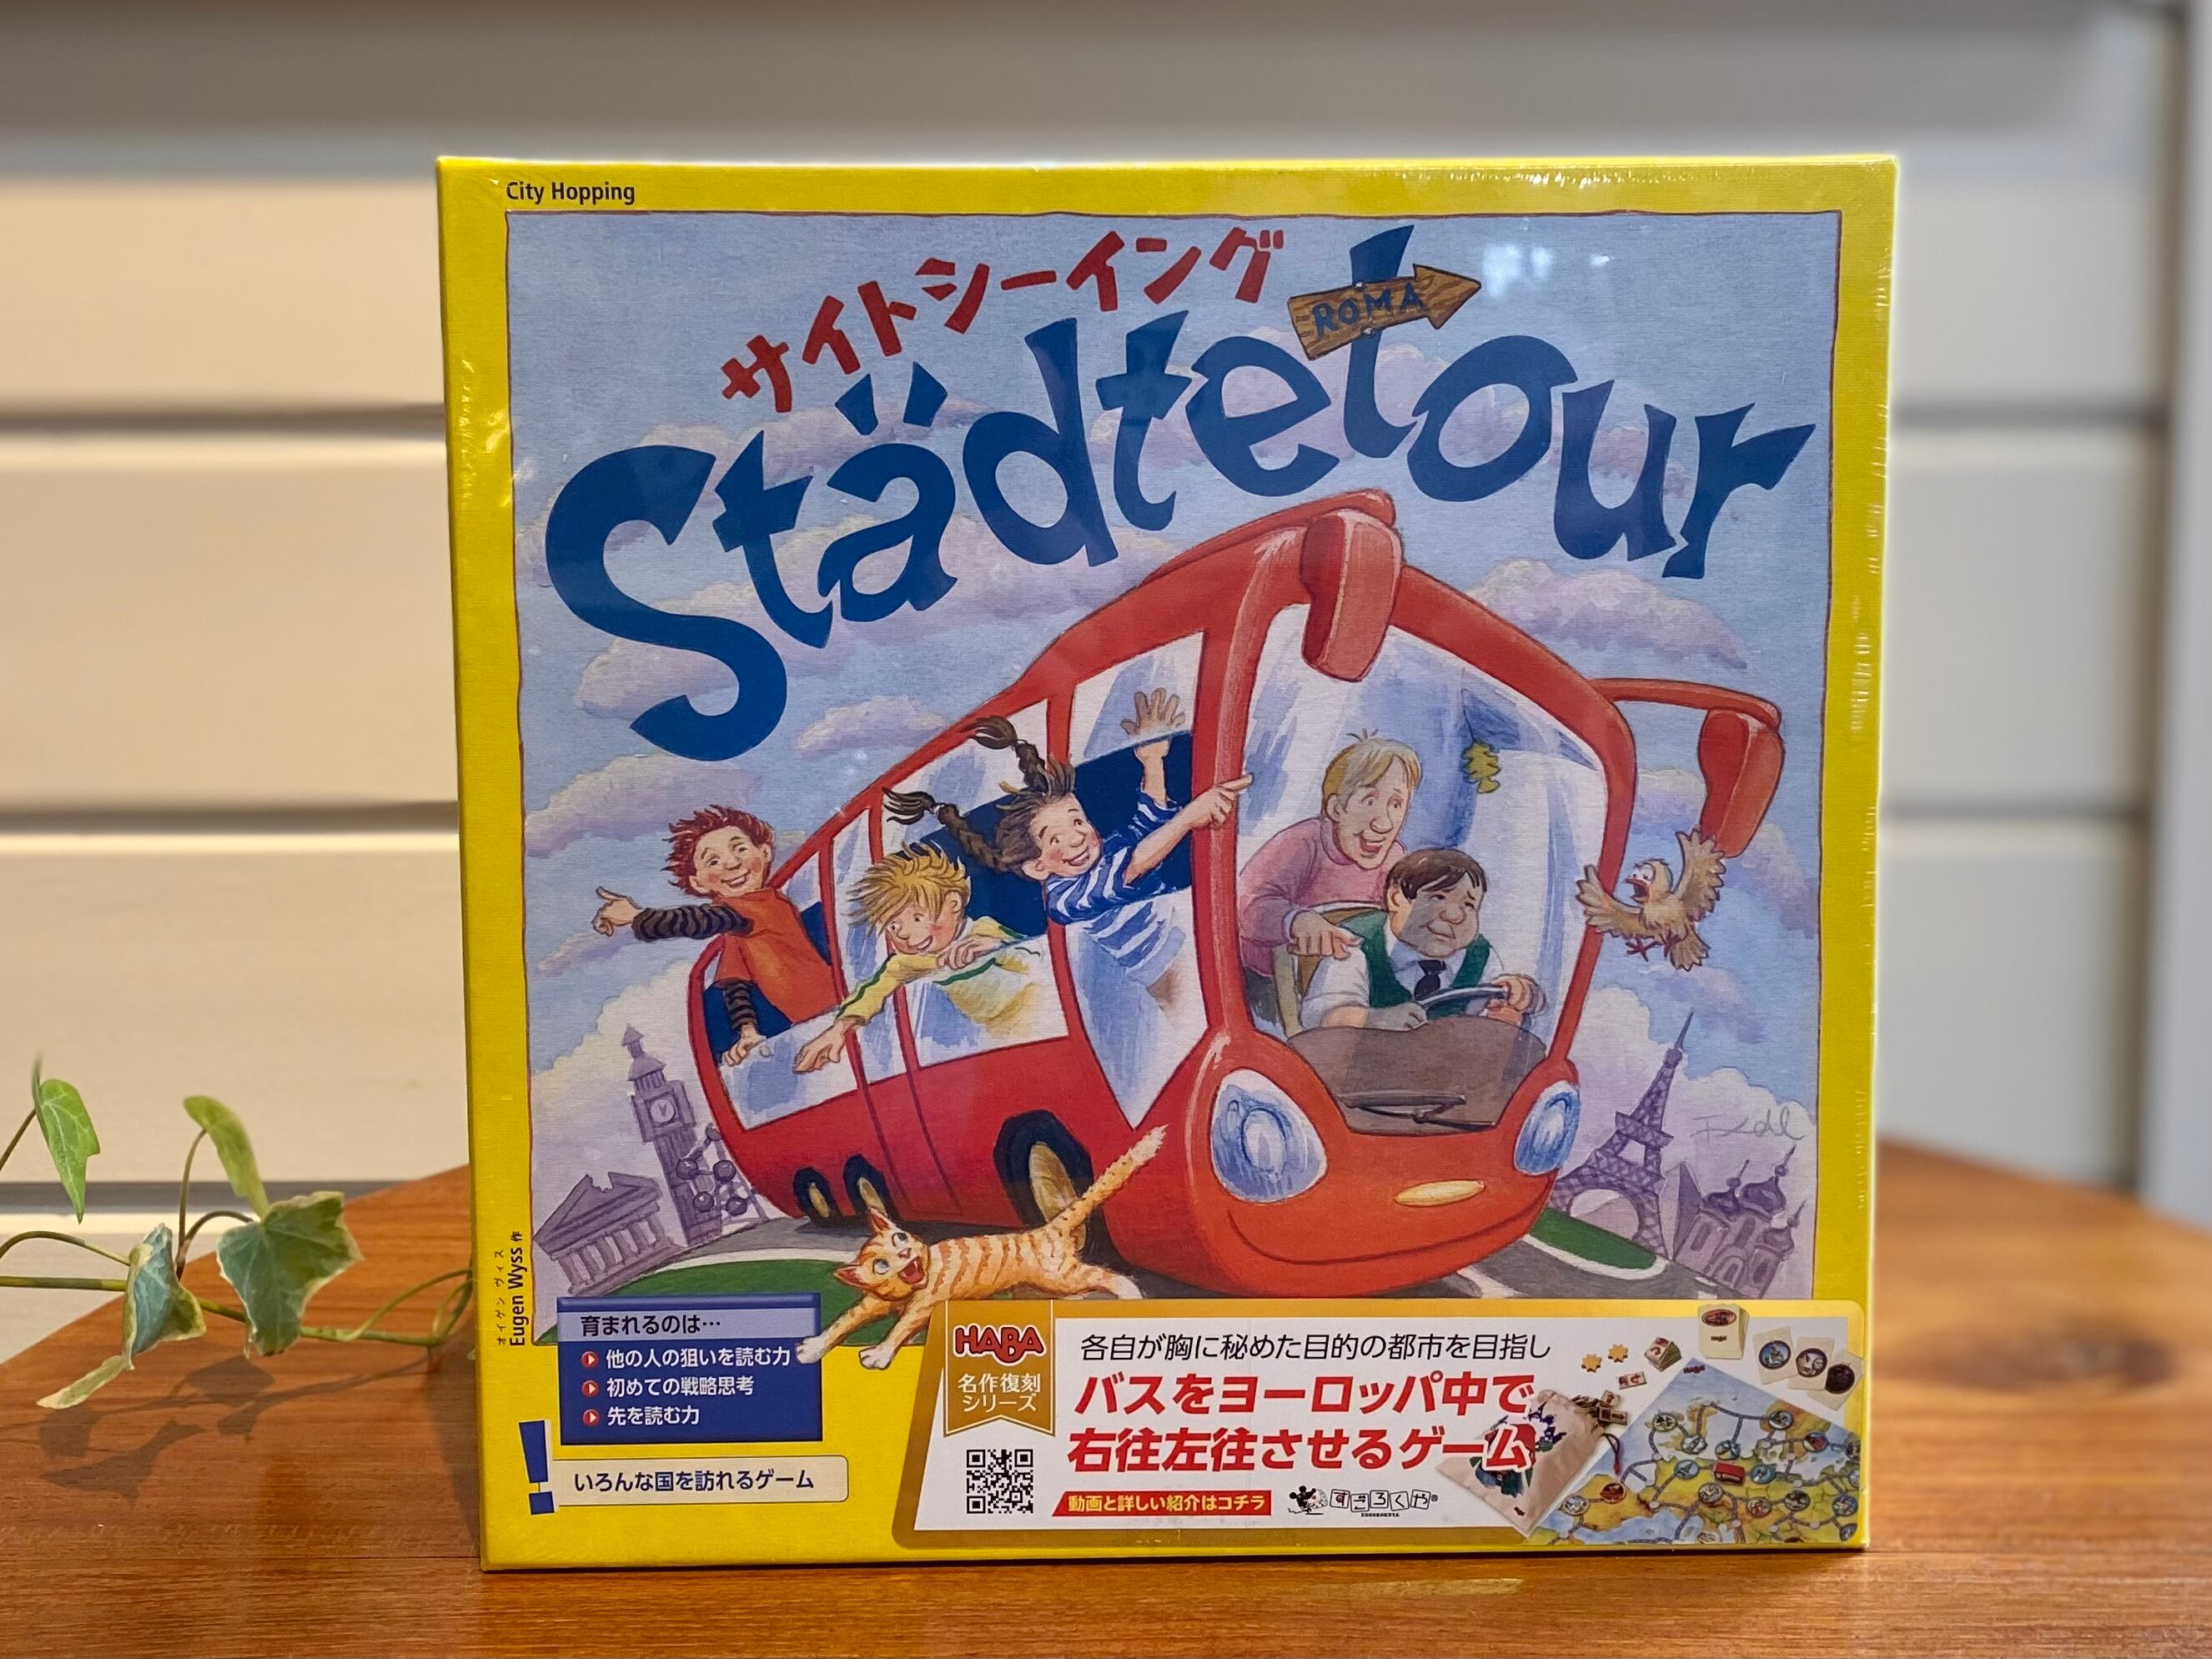 City Hopping
サイトシーイング
ROMA
Städtetour
オイゲン ヴィス
Eugen Wyss 作
育まれるのは…
他の人の狙いを読む力
初めての戦略思考
先を読む力
いろんな国を訪れるゲーム
HABA
名作復刻
シリーズ
各自が胸に秘めた目的の都市を目指し
バスをヨーロッパ中で
右往左往させるゲーム
動画と詳しい紹介はコチラ
すごろくや®
SUGOROKUYA